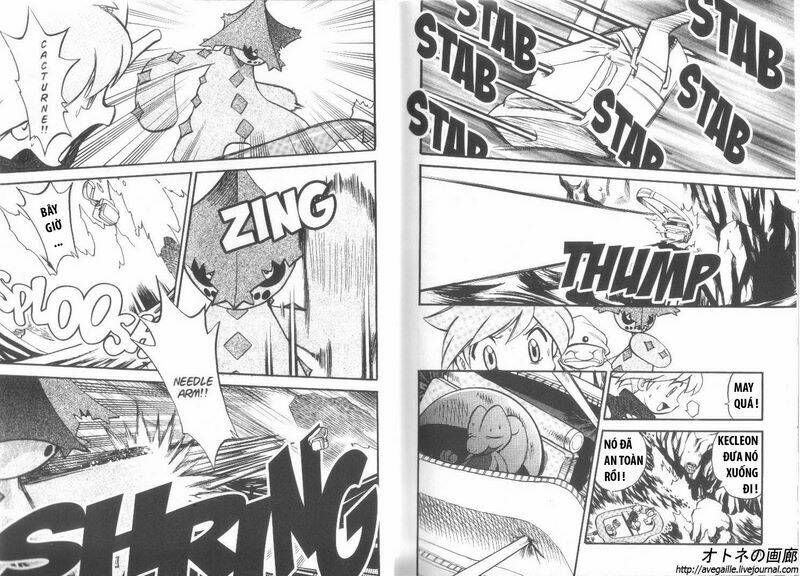 CACTURNE!!
BÂY GIỜ
...
ZING
SPLOOSH
NEEDLE
ARM!!
SHRING
STAB
STAB
STAB
STAB
STAB
STAB
STAB
THUMP
MAY
QUÁ !
NÓ ĐÃ
AN TOÀN
RỒI !
KECLEON
ĐƯA NÓ
XUỐNG
ĐI !
オトネの画廊
http://avegaille.livejournal.com/